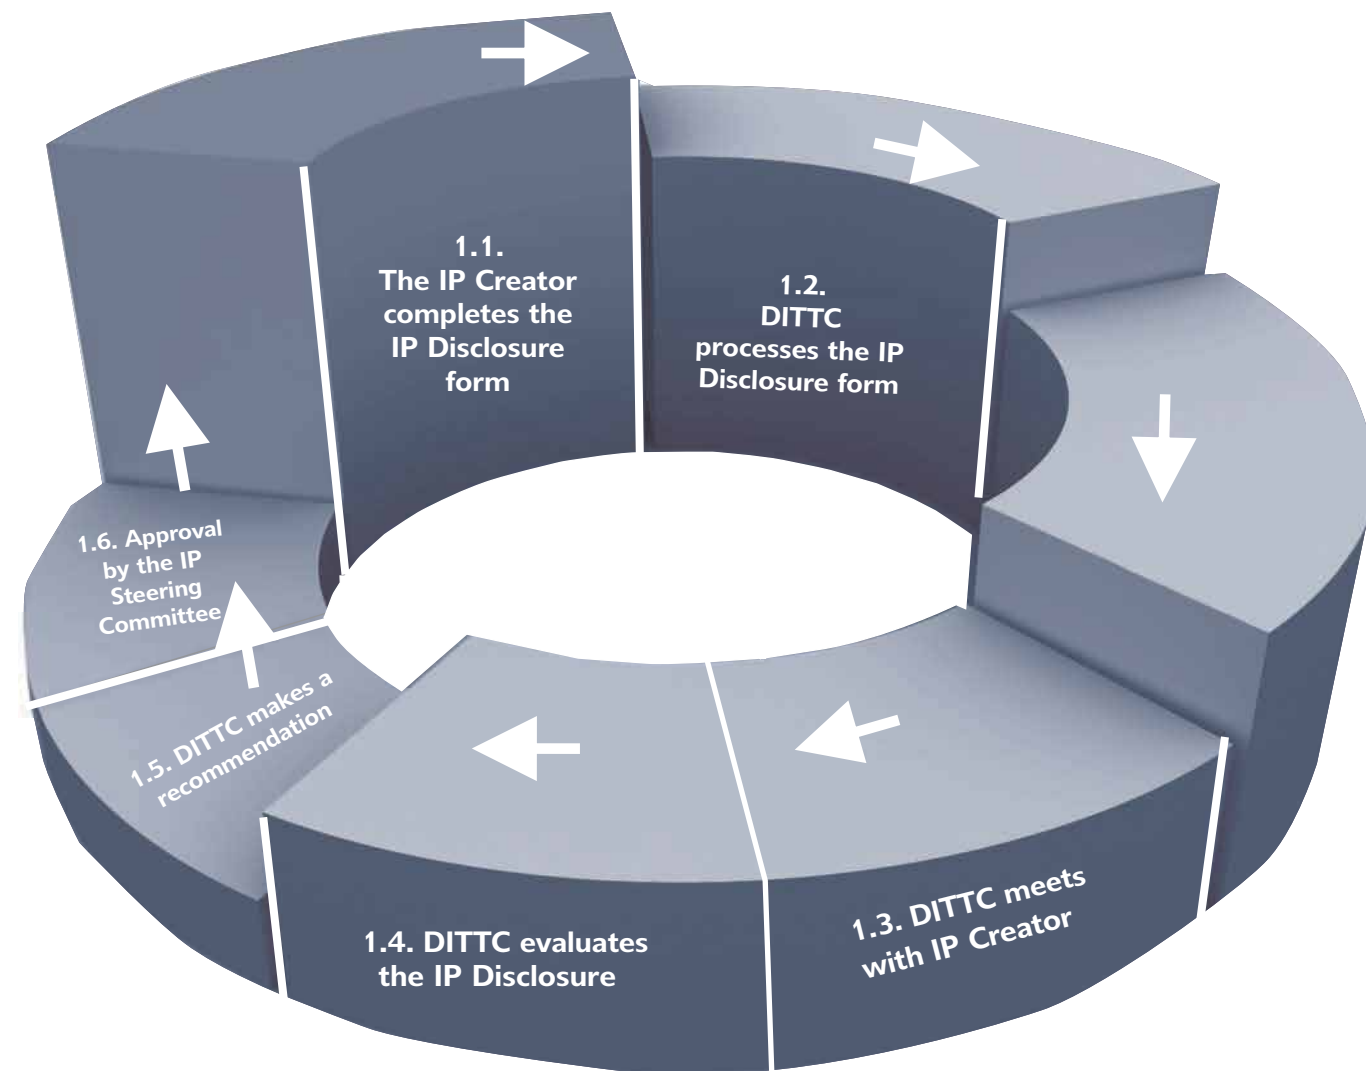 1.1.
The IP Creator
completes the
IP Disclosure
form
1.2.
DITTC
processes the IP
Disclosure form
1.3. DITTC meets
with IP Creator
1.4. DITTC evaluates
the IP Disclosure
1.5. DITTC makes a
recommendation
1.6. Approval
by the IP
Steering
Committee